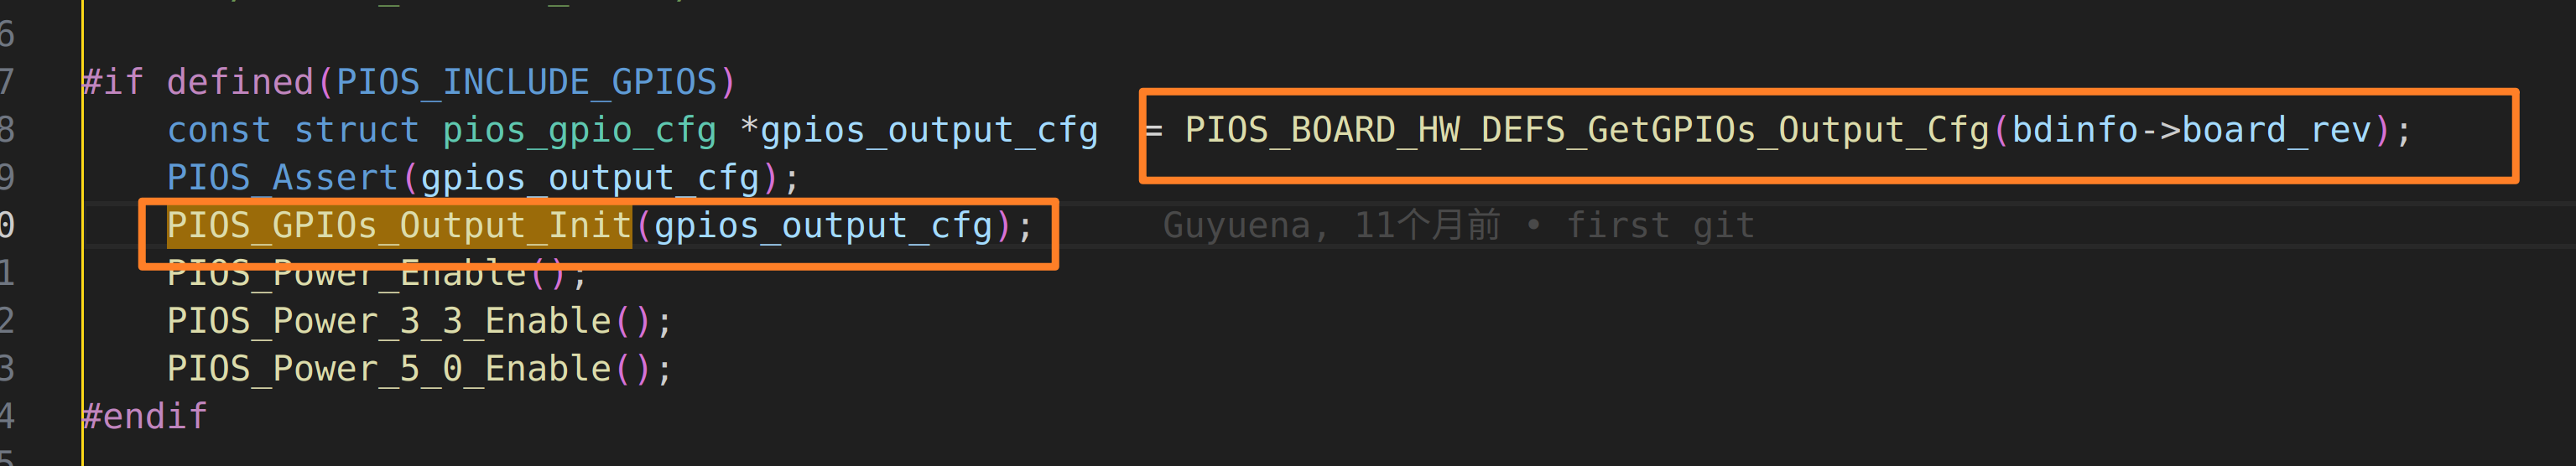 6
7 #if defined(PIOS_INCLUDE_GPIOS)
8 const struct pios_gpio_cfg *gpios_output_cfg = PIOS_BOARD_HW_DEFS_GetGPIOs_Output_Cfg(bdinfo->board_rev);
9 PIOS_Assert(gpios_output_cfg);
0 PIOS_GPIOs_Output_Init(gpios_output_cfg); Guyuena, 11个月前 • first git
1 PIOS_Power_Enable();
2 PIOS_Power_3_3_Enable();
3 PIOS_Power_5_0_Enable();
4 #endif
5